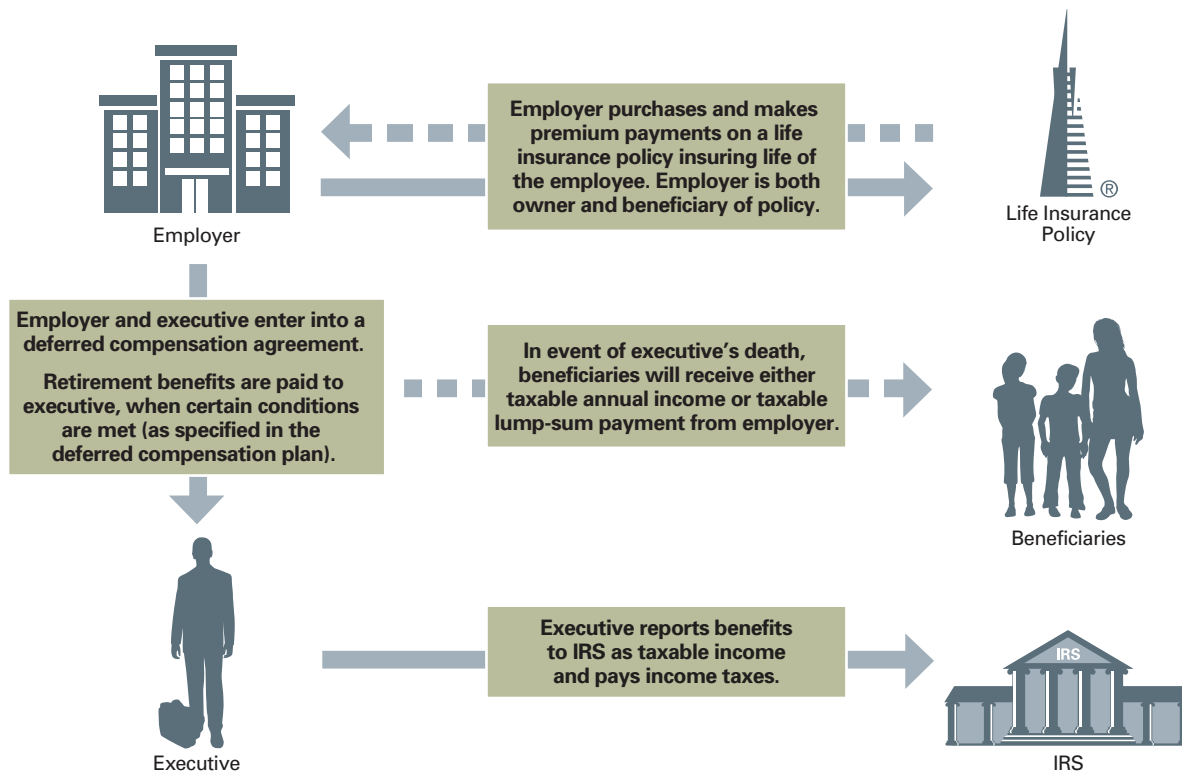 Employer purchases and makes
premium payments on a life
insurance policy insuring life of
the employee. Employer is both
owner and beneficiary of policy.
®
Employer
Life Insurance
Policy
Employer and executive enter into a
deferred compensation agreement.
Retirement benefits are paid to
executive, when certain conditions
are met (as specified in the
deferred compensation plan).
In event of executive’s death,
beneficiaries will receive either
taxable annual income or taxable
lump-sum payment from employer.
Beneficiaries
Executive reports benefits
to IRS as taxable income
and pays income taxes.
IRS
Executive
IRS